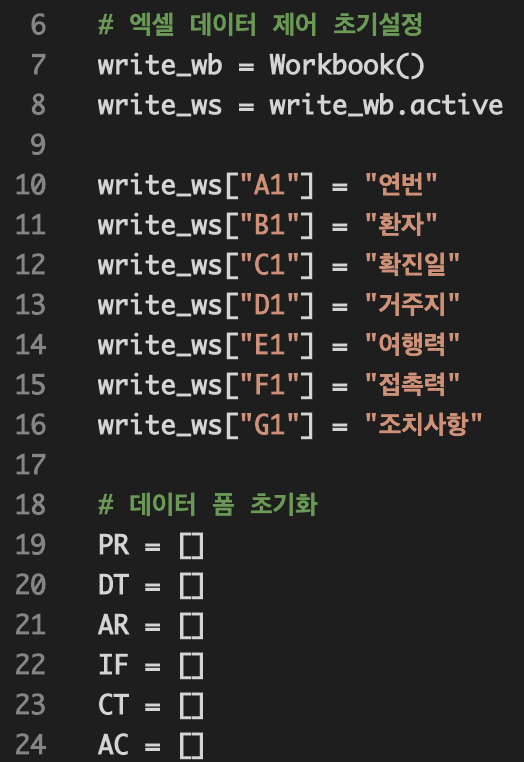 6 # 엑셀 데이터 제어 초기설정
7 write_wb = Workbook()
8 write_ws = write_wb.active
9
10 write_ws["A1"] = "연번"
11 write_ws["B1"] = "환자"
12 write_ws["C1"] = "확진일"
13 write_ws["D1"] = "거주지"
14 write_ws["E1"] = "여행력"
15 write_ws["F1"] = "접촉력"
16 write_ws["G1"] = "조치사항"
17
18 # 데이터 폼 초기화
19 PR = []
20 DT = []
21 AR = []
22 IF = []
23 CT = []
24 AC = []